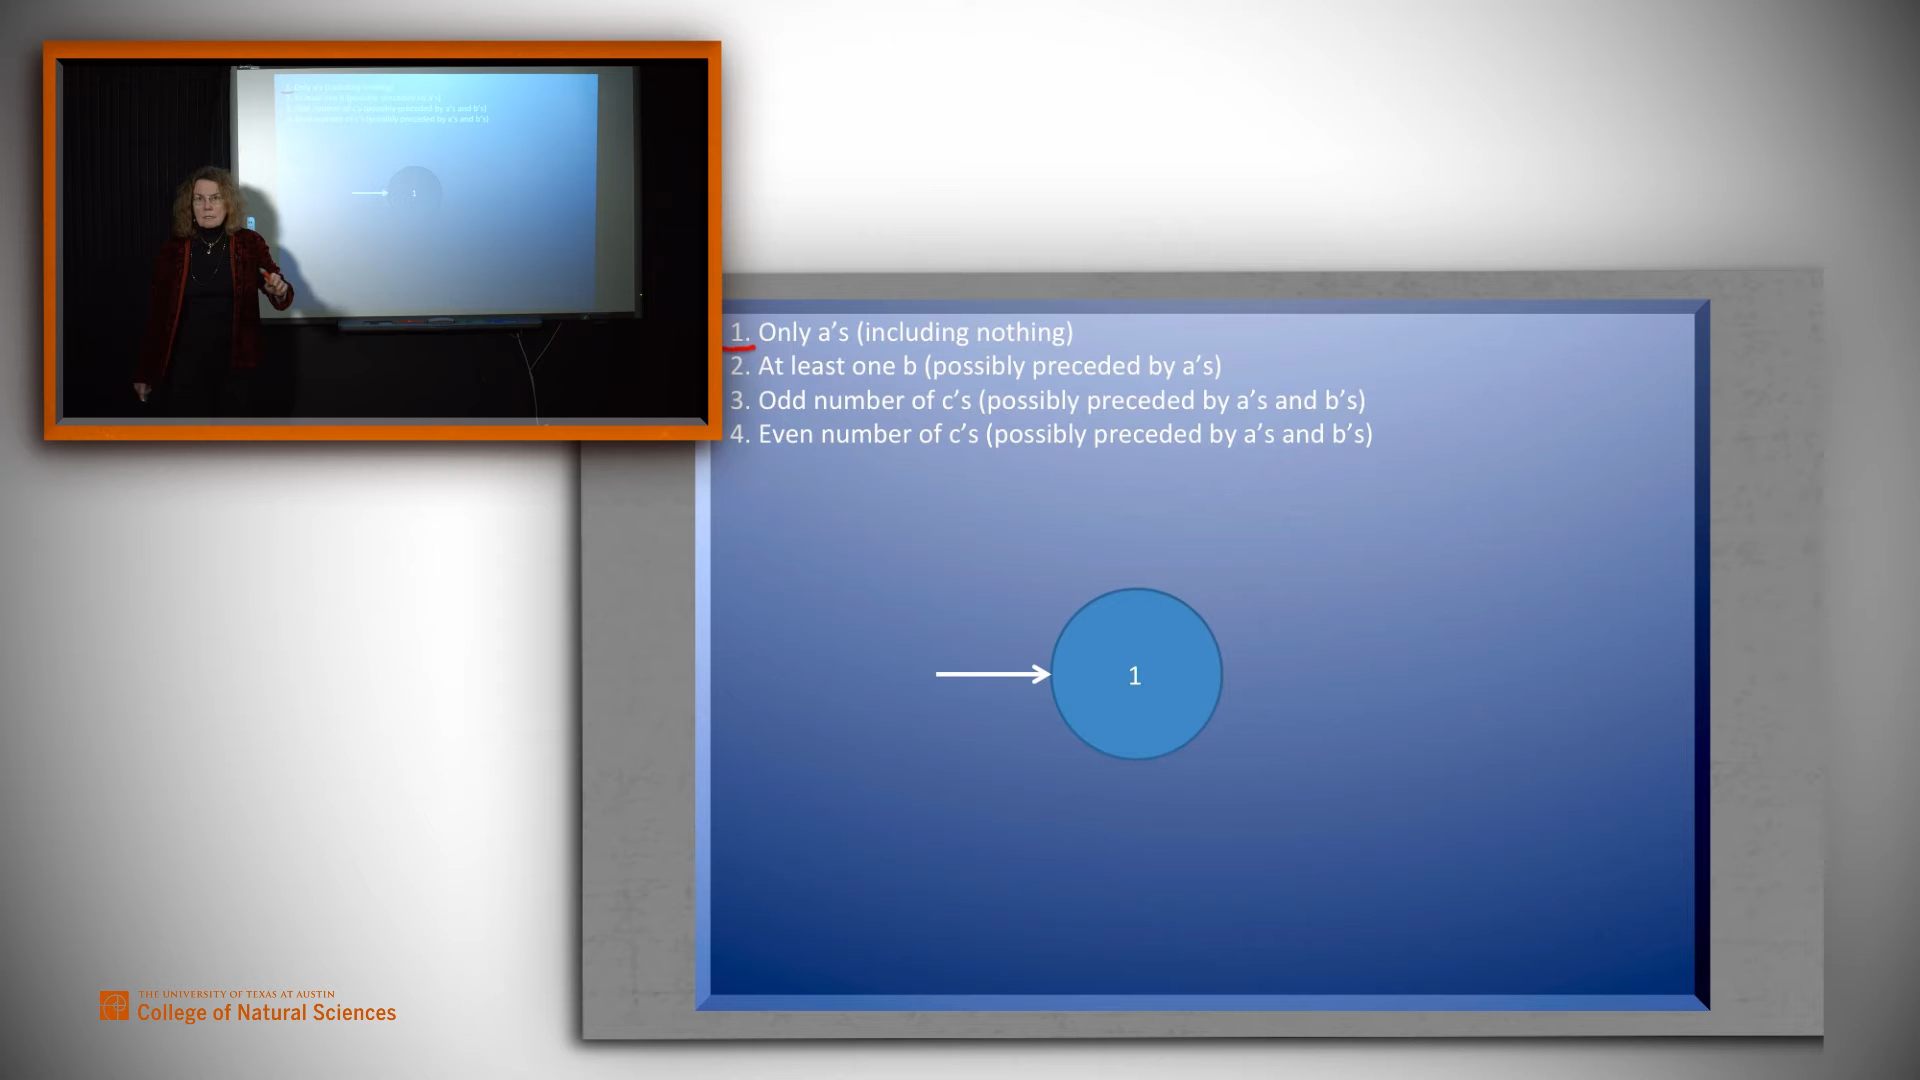 1. Only a's (including nothing)
2. At least one b (possibly preceded by a's)
3. Odd number of c's (possibly preceded by a's and b's)
4. Even number of c's (possibly preceded by a's and b's)
1
THE UNIVERSITY OF TEXAS AT AUSTIN
College of Natural Sciences